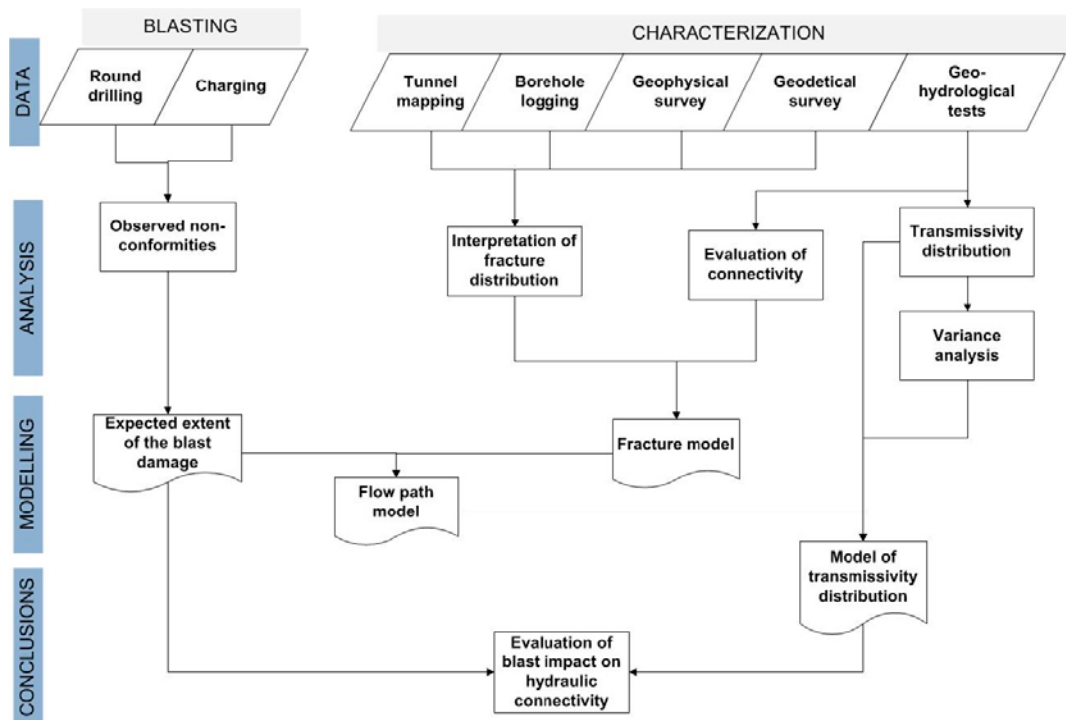 BLASTING
CHARACTERIZATION
DATA
Round
drilling
Charging
Tunnel
mapping
Borehole
logging
Geophysical
survey
Geodetical
survey
Geo-
hydrological
tests
ANALYSIS
Observed non-
conformities
Interpretation of
fracture
distribution
Evaluation of
connectivity
Transmissivity
distribution
Variance
analysis
MODELLING
Expected extent
of the blast
damage
Fracture model
Flow path
model
Model of
transmissivity
distribution
CONCLUSIONS
Evaluation of
blast impact on
hydraulic
connectivity